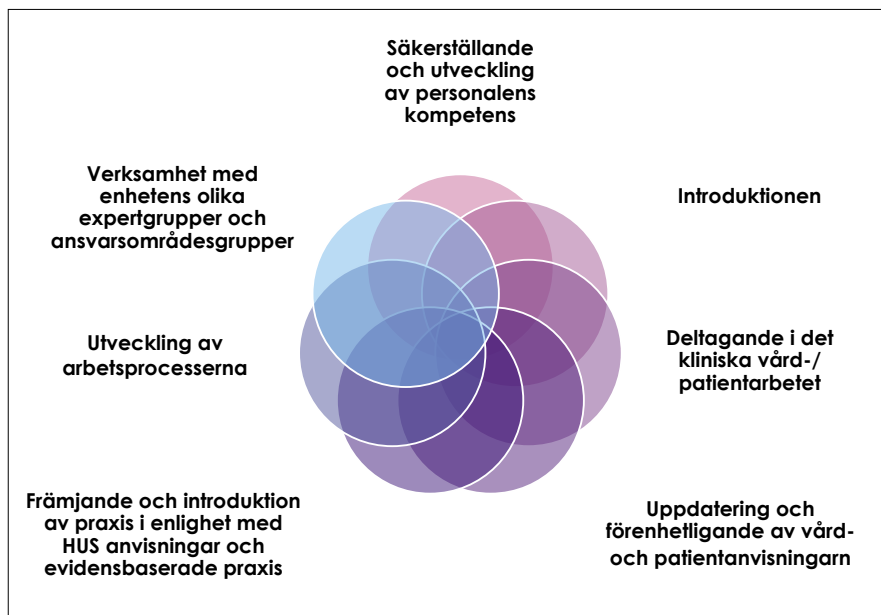 Säkerställande
och utveckling
av personalens
kompetens
Introduktionen
Deltagande i det
kliniska vård-/
patientarbetet
Uppdatering och
förenhetligande av vård-
och patientanvisningarn
Främjande och introduktion
av praxis i enlighet med
HUS anvisningar och
evidensbaserade praxis
Utveckling av
arbetsprocesserna
Verksamhet med
enhetens olika
expertgrupper och
ansvarsområdesgrupper